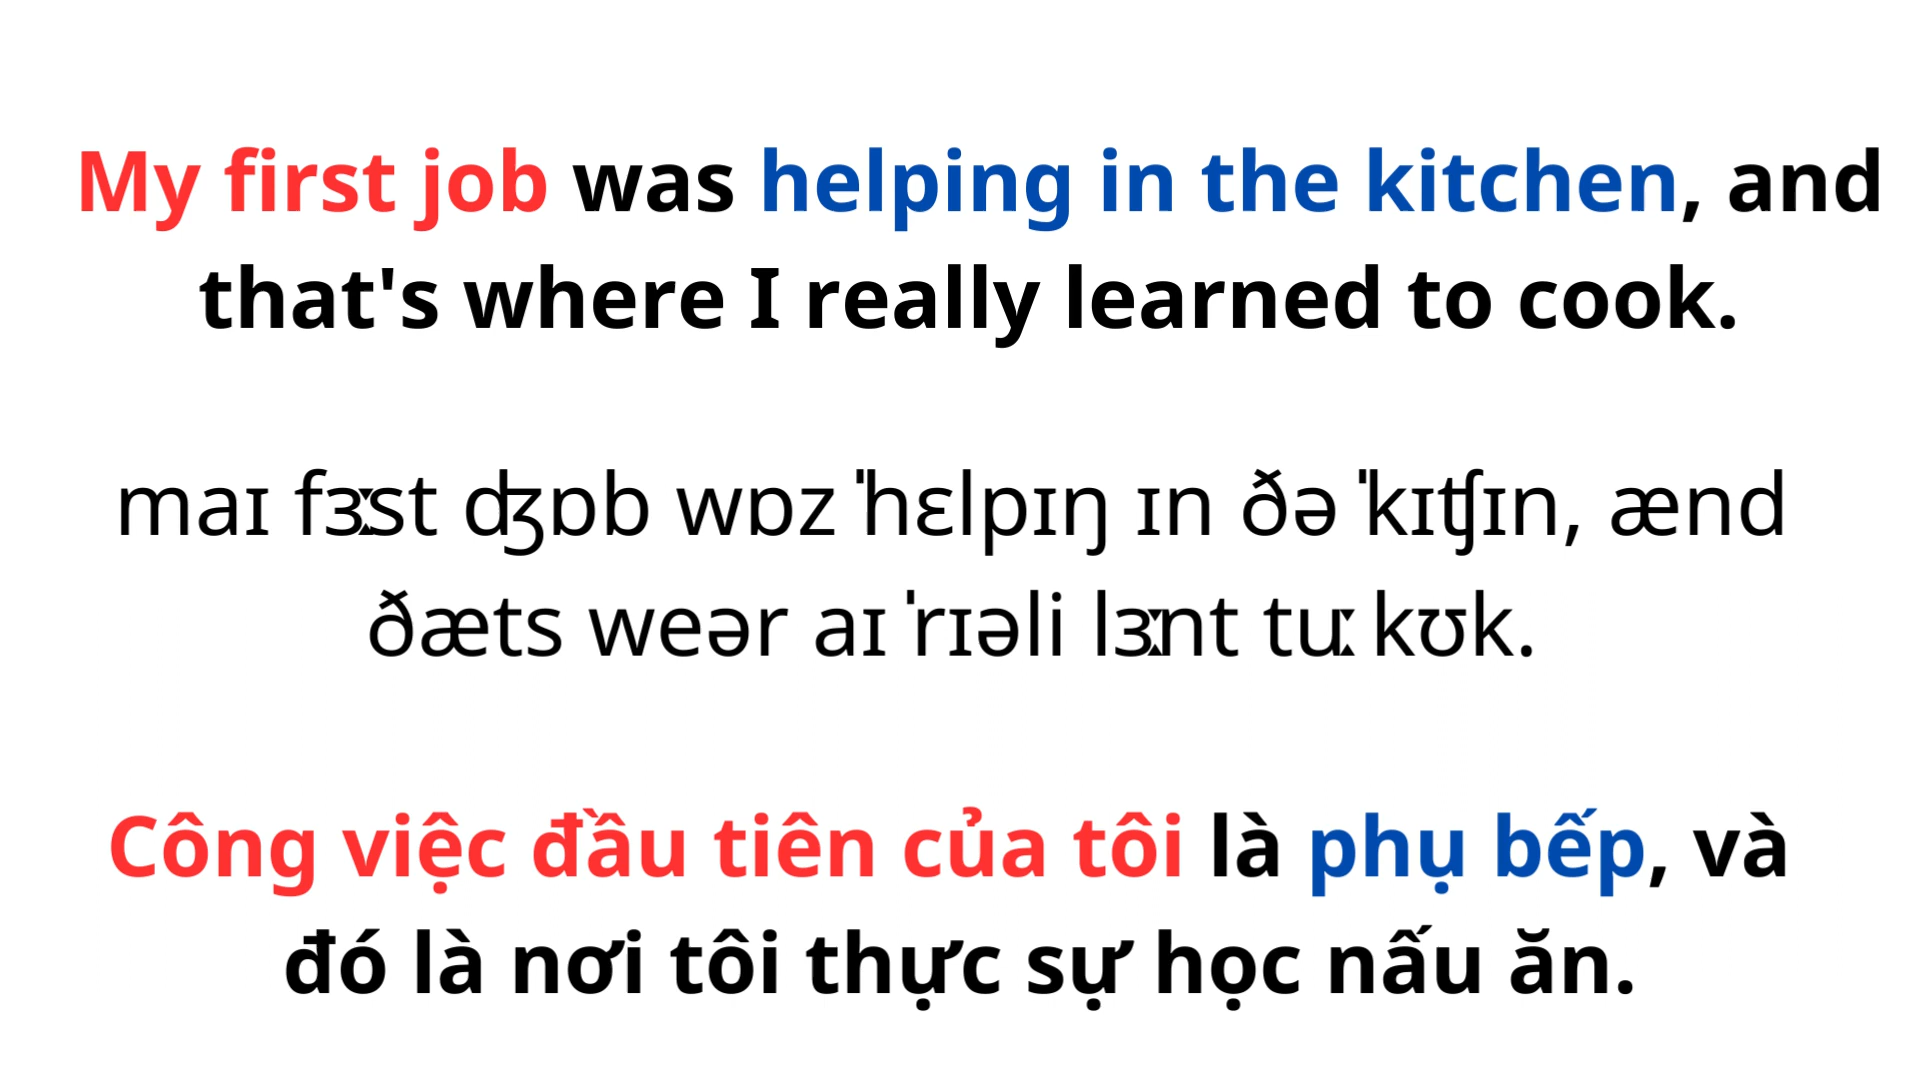 My first job was helping in the kitchen, and
that's where I really learned to cook.
maɪ fɜːst ʤɒb wɒz ˈhɛlpɪŋ ɪn ðə ˈkɪʧɪn, ænd
ðæts weər aɪ ˈrɪəli lɜːnt tuː kʊk.
Công việc đầu tiên của tôi là phụ bếp, và
đó là nơi tôi thực sự học nấu ăn.